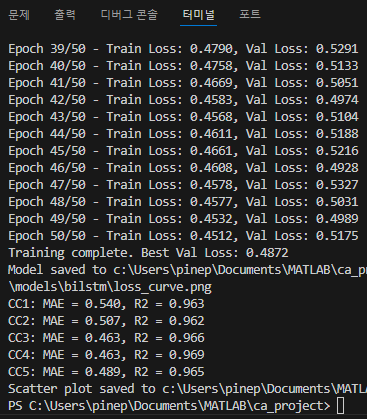 문제 출력 디버그 콘솔 터미널 포트
Epoch 39/50 - Train Loss: 0.4790, Val Loss: 0.5291
Epoch 40/50 - Train Loss: 0.4758, Val Loss: 0.5133
Epoch 41/50 - Train Loss: 0.4669, Val Loss: 0.5051
Epoch 42/50 - Train Loss: 0.4583, Val Loss: 0.4974
Epoch 43/50 - Train Loss: 0.4568, Val Loss: 0.5104
Epoch 44/50 - Train Loss: 0.4611, Val Loss: 0.5188
Epoch 45/50 - Train Loss: 0.4661, Val Loss: 0.5216
Epoch 46/50 - Train Loss: 0.4608, Val Loss: 0.4928
Epoch 47/50 - Train Loss: 0.4578, Val Loss: 0.5327
Epoch 48/50 - Train Loss: 0.4577, Val Loss: 0.5031
Epoch 49/50 - Train Loss: 0.4532, Val Loss: 0.4989
Epoch 50/50 - Train Loss: 0.4512, Val Loss: 0.5175
Training complete. Best Val Loss: 0.4872
Model saved to c:\Users\pinep\Documents\MATLAB\ca_pr
\models\bilstm\loss_curve.png
CC1: MAE = 0.540, R2 = 0.963
CC2: MAE = 0.507, R2 = 0.962
CC3: MAE = 0.463, R2 = 0.966
CC4: MAE = 0.463, R2 = 0.969
CC5: MAE = 0.489, R2 = 0.965
Scatter plot saved to c:\Users\pinep\Documents\MATLA
PS C:\Users\pinep\Documents\MATLAB\ca_project>